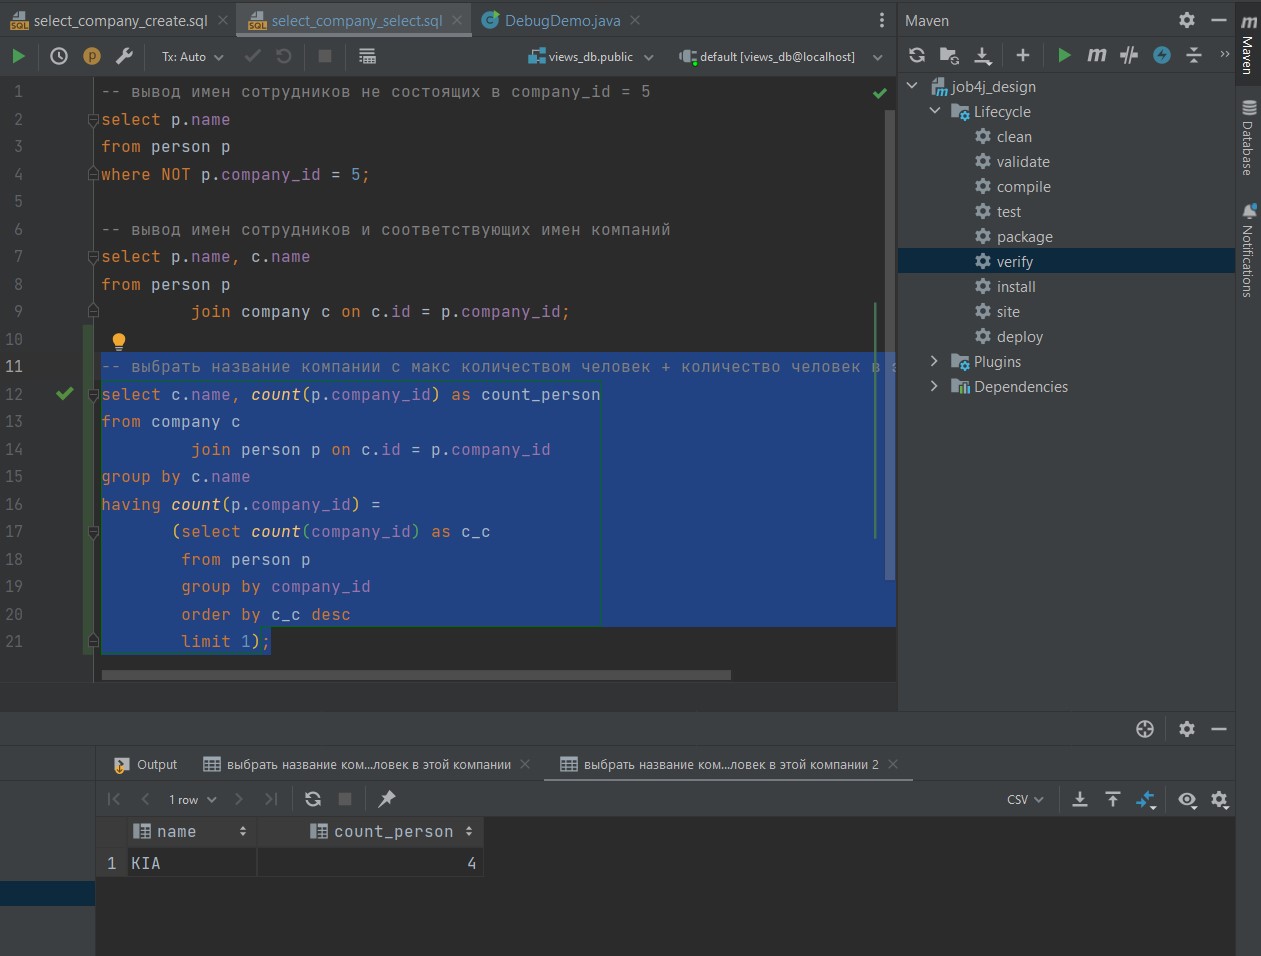 select_company_create.sql
select_company_select.sql
DebugDemo.java
Maven
Tx: Auto
views_db.public
default [views_db@localhost]
1 -- вывод имен сотрудников не состоящих в company_id = 5
2 select p.name
3 from person p
4 where NOT p.company_id = 5;
5
6 -- вывод имен сотрудников и соответствующих имен компаний
7 select p.name, c.name
8 from person p
9 join company c on c.id = p.company_id;
10
11 -- выбрать название компании с макс количеством человек + количество человек в э
12 select c.name, count(p.company_id) as count_person
13 from company c
14 join person p on c.id = p.company_id
15 group by c.name
16 having count(p.company_id) =
17 (select count(company_id) as c_c
18 from person p
19 group by company_id
20 order by c_c desc
21 limit 1);
job4j_design
Lifecycle
clean
validate
compile
test
package
verify
install
site
deploy
Plugins
Dependencies
Maven
Database
Notifications
Output
выбрать название ком...ловек в этой компании
выбрать название ком...ловек в этой компании 2
1 row
CSV
name count_person
1 KIA 4